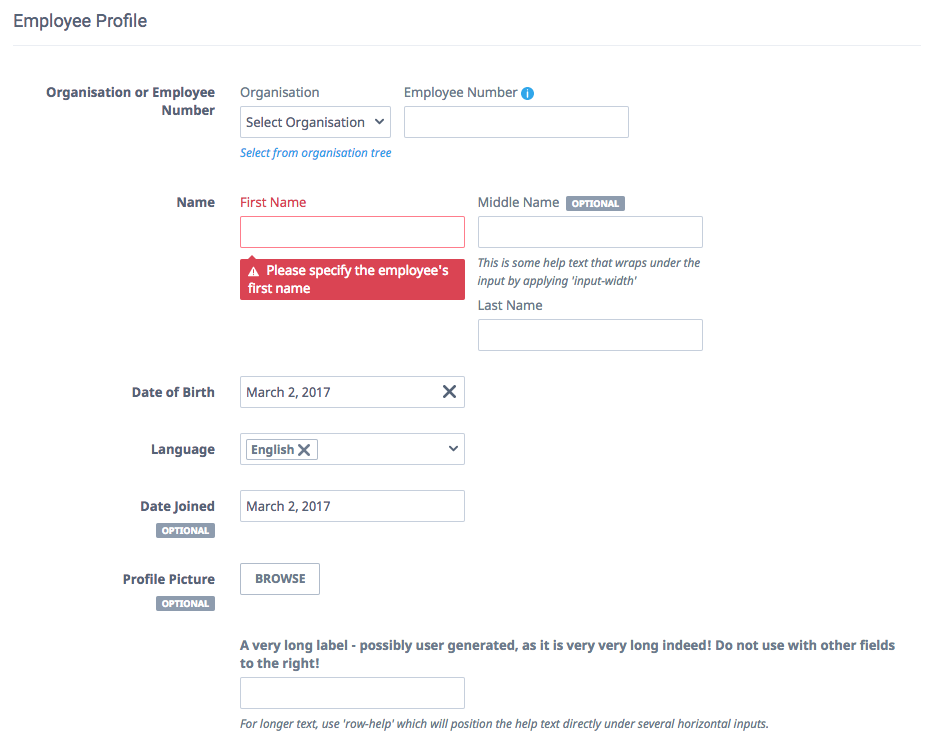 Employee Profile
Organisation or Employee
Number
Organisation
Employee Number i
Select Organisation
Select from organisation tree
Name
First Name
Middle Name OPTIONAL
Please specify the employee's
first name
This is some help text that wraps under the
input by applying 'input-width'
Last Name
Date of Birth
March 2, 2017
Language
English
Date Joined
OPTIONAL
March 2, 2017
Profile Picture
OPTIONAL
BROWSE
A very long label - possibly user generated, as it is very very long indeed! Do not use with other fields
to the right!
For longer text, use 'row-help' which will position the help text directly under several horizontal inputs.